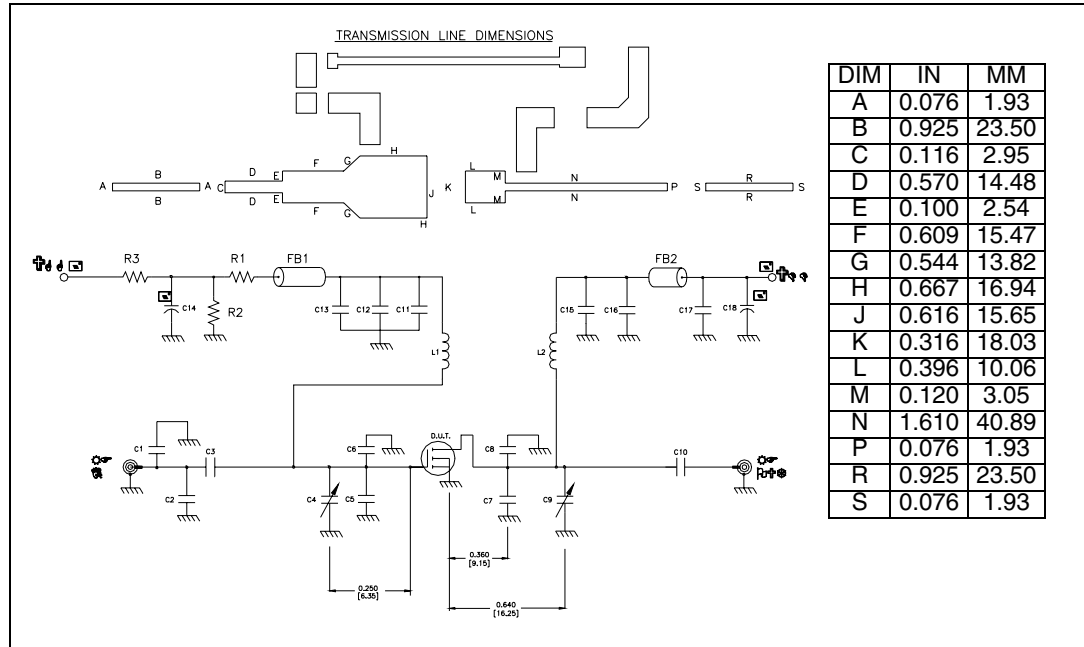 TRANSMISSION LINE DIMENSIONS
H
G
F
D
E
B
A
A
C
J
K
L
M
N
P
S
R
S
B
D
E
F
G
H
L
M
N
R
R3
R1
FB1
C14
R2
C13
C12
C11
L1
FB2
C15
C16
C17
C18
L2
C1
C3
C2
C6
C4
C5
D.U.T.
C8
C7
C9
C10
0.360
[9.15]
0.250
[6.35]
0.640
[16.25]
DIM IN MM
A 0.076 1.93
B 0.925 23.50
C 0.116 2.95
D 0.570 14.48
E 0.100 2.54
F 0.609 15.47
G 0.544 13.82
H 0.667 16.94
J 0.616 15.65
K 0.316 18.03
L 0.396 10.06
M 0.120 3.05
N 1.610 40.89
P 0.076 1.93
R 0.925 23.50
S 0.076 1.93